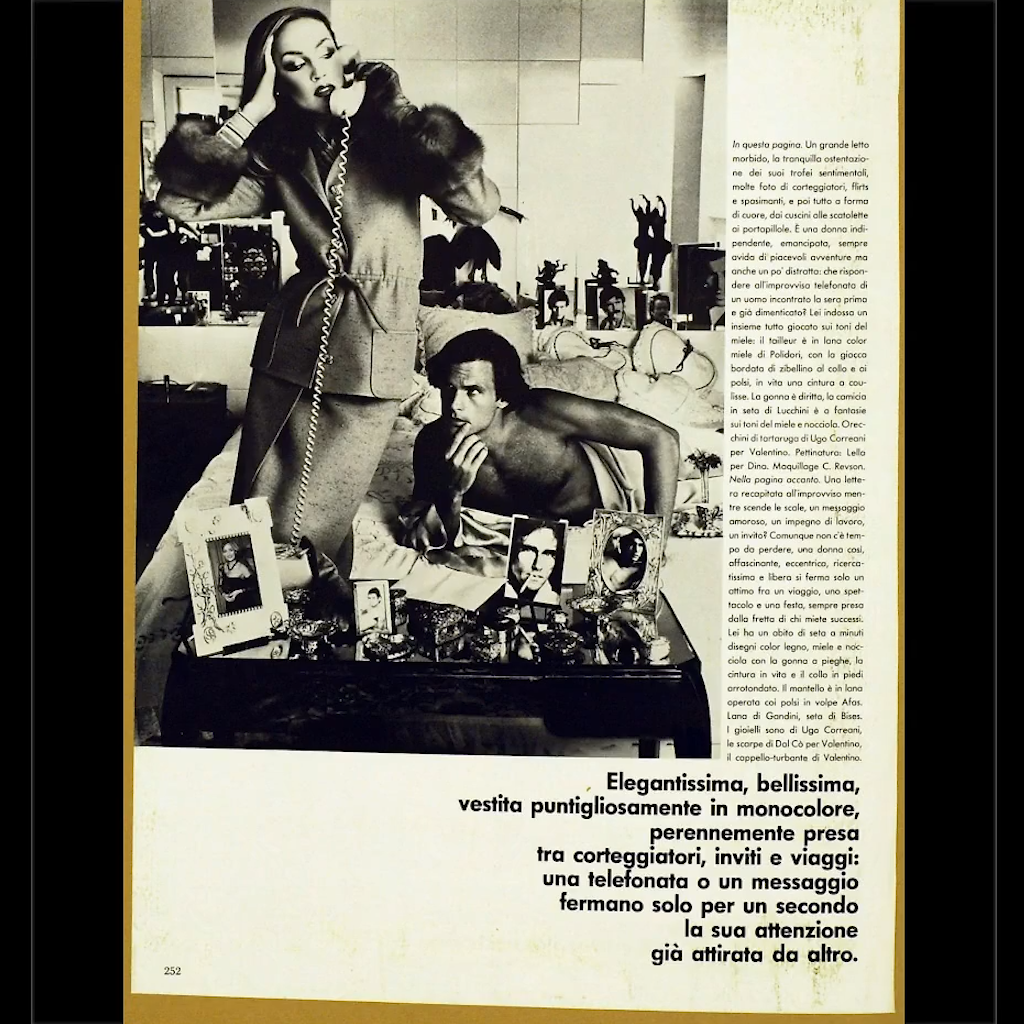 In questa pagina. Un grande letto
morbido, la tranquilla ostentazio-
ne dei suoi trofei sentimentali,
molte foto di corteggiatori, flirts
e spasimanti, e poi tutto a forma
di cuore, dai cuscini alle scatolette
ai portapillole. È una donna indi-
pendente, emancipata, sempre
avida di piacevoli avventure ma
anche un po' distratta: che rispon-
dere all'improvvisa telefonata di
un uomo incontrato la sera prima
e già dimenticato? Lei indossa un
insieme tutto giocato sui toni del
miele: il tailleur è in lana color
miele di Polidori, con la giacca
bordata di zibellino al collo e ai
polsi, in vita una cintura a cou-
lisse. La gonna è diritta, la camicia
in seta di Lucchini è a fantasie
sui toni del miele e nocciola. Orec-
chini di tartaruga di Ugo Correani
per Valentino. Pettinatura: Lella
per Dina. Maquillage C. Revson.
Nella pagina accanto. Una lette-
ra recapitata all'improvviso men-
tre scende le scale, un messaggio
amoroso, un impegno di lavoro,
un invito? Comunque non c'è tem-
po da perdere, una donna così,
affascinante, eccentrica, ricerca-
tissima e libera si ferma solo un
attimo fra un viaggio, uno spet-
tacolo e una festa, sempre presa
dalla fretta di chi miete successi.
Lei ha un abito di seta a minuti
disegni color legno, miele e noc-
ciola con la gonna a pieghe, la
cintura in vita e il collo in piedi
arrotondato. Il mantello è in lana
operata coi polsi in volpe Afas.
Lana di Gandini, seta di Bises.
I gioielli sono di Ugo Correani,
le scarpe di Dal Cò per Valentino,
il cappello-turbante di Valentino.
Elegantissima, bellissima,
vestita puntigliosamente in monocolore,
perennemente presa
tra corteggiatori, inviti e viaggi:
una telefonata o un messaggio
fermano solo per un secondo
la sua attenzione
già attirata da altro.
252